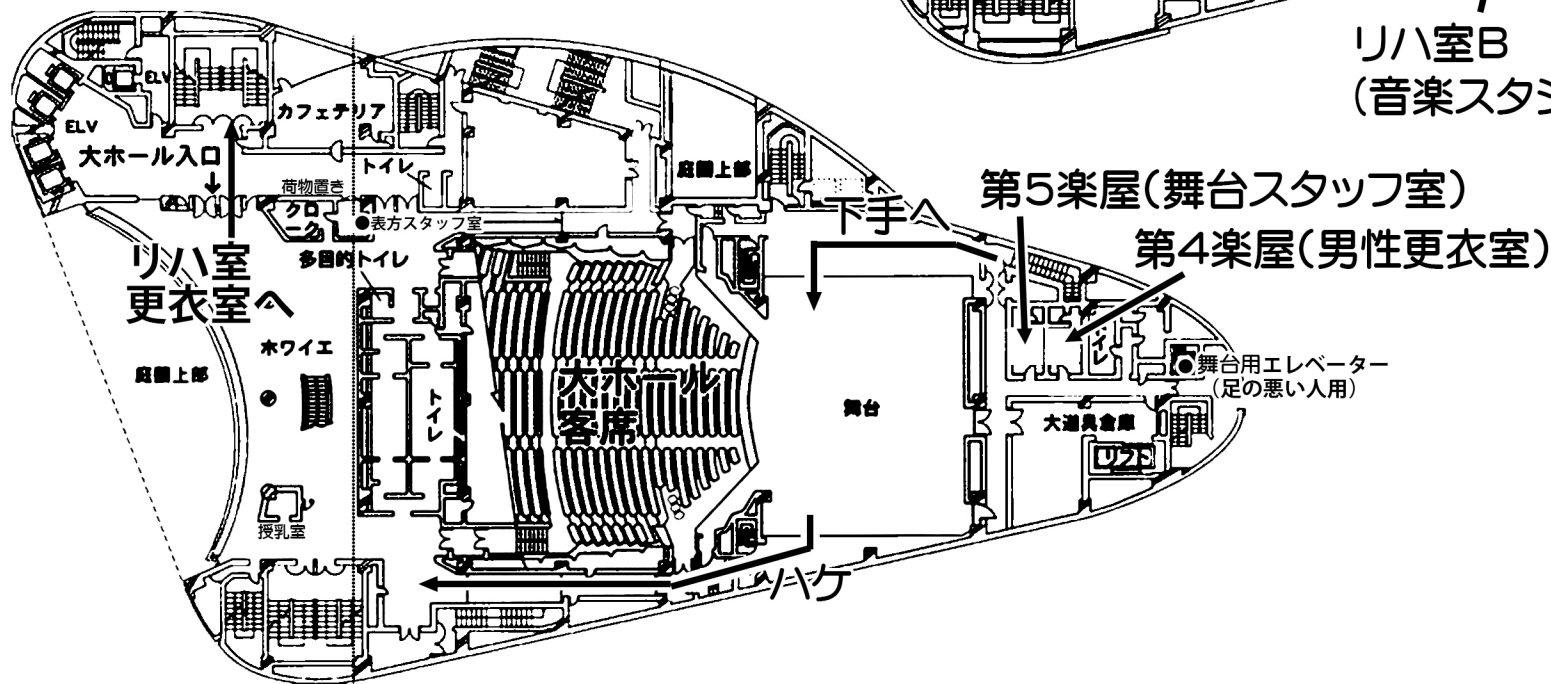 リハ室B
(音楽スタジ
ELV
カフェテリア
ELV
大ホール入口
↓
トイレ
荷物置き
クロ
ーク
●表方スタッフ室
庭園上部
下手へ
第5楽屋(舞台スタッフ室)
第4楽屋(男性更衣室)
リハ室
更衣室へ
多目的トイレ
ホワイエ
庭園上部
トイレ
大ホール
客席
舞台
トイレ
●舞台用エレベーター
(足の悪い人用)
大道具倉庫
リフト
授乳室
ハケ